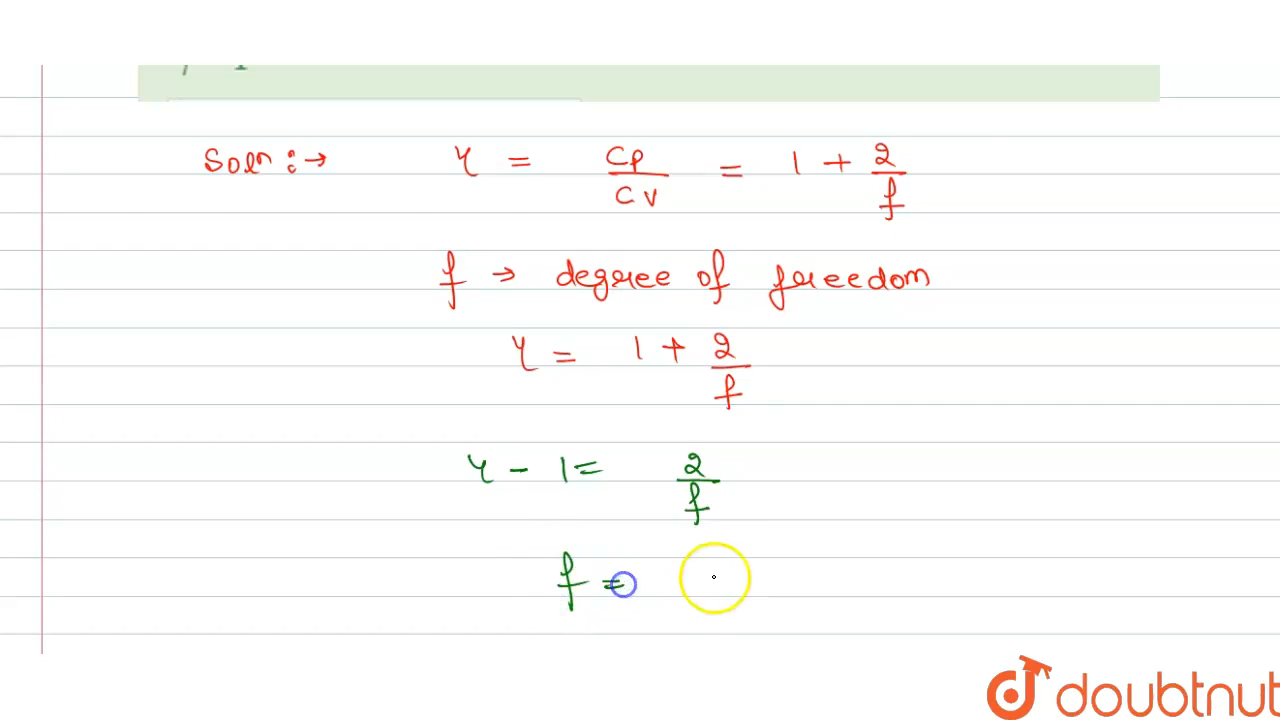 Soln :→ γ = Cp/Cv = 1 + 2/f
f → degree of freedom
γ = 1 + 2/f
γ - 1 = 2/f
f =
doubtnut